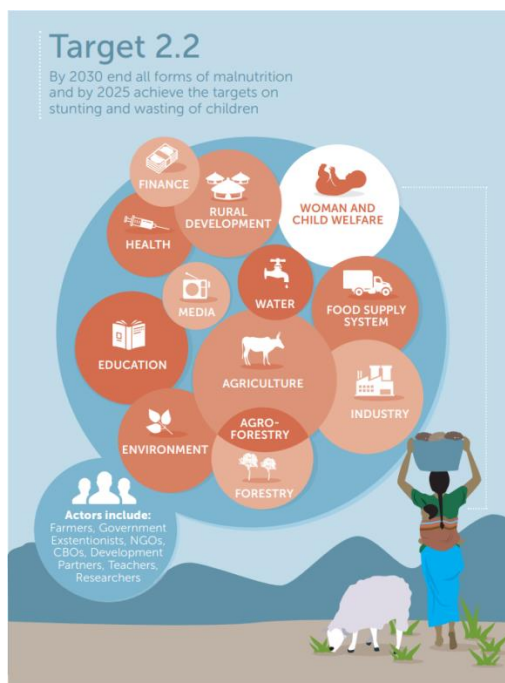 Target 2.2
By 2030 end all forms of malnutrition
and by 2025 achieve the targets on
stunting and wasting of children
FINANCE
RURAL
DEVELOPMENT
WOMAN AND
CHILD WELFARE
HEALTH
MEDIA
WATER
FOOD SUPPLY
SYSTEM
EDUCATION
AGRICULTURE
INDUSTRY
AGRO-
FORESTRY
ENVIRONMENT
FORESTRY
Actors include:
Farmers, Government
Exstentionists, NGOs,
CBOs, Development
Partners, Teachers,
Researchers